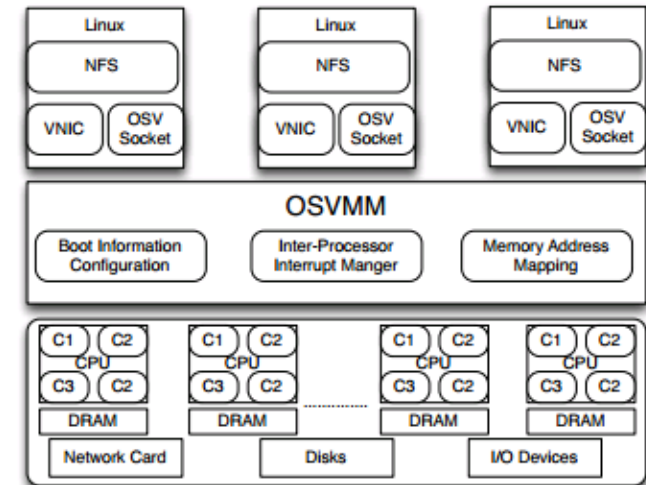 Linux
NFS
VNIC
OSV
Socket
Linux
NFS
VNIC
OSV
Socket
Linux
NFS
VNIC
OSV
Socket
OSVMM
Boot Information
Configuration
Inter-Processor
Interrupt Manger
Memory Address
Mapping
C1 C2
CPU
C3 C2
DRAM
C1 C2
CPU
C3 C2
DRAM
C1 C2
CPU
C3 C2
DRAM
C1 C2
CPU
C3 C2
DRAM
Network Card
Disks
I/O Devices